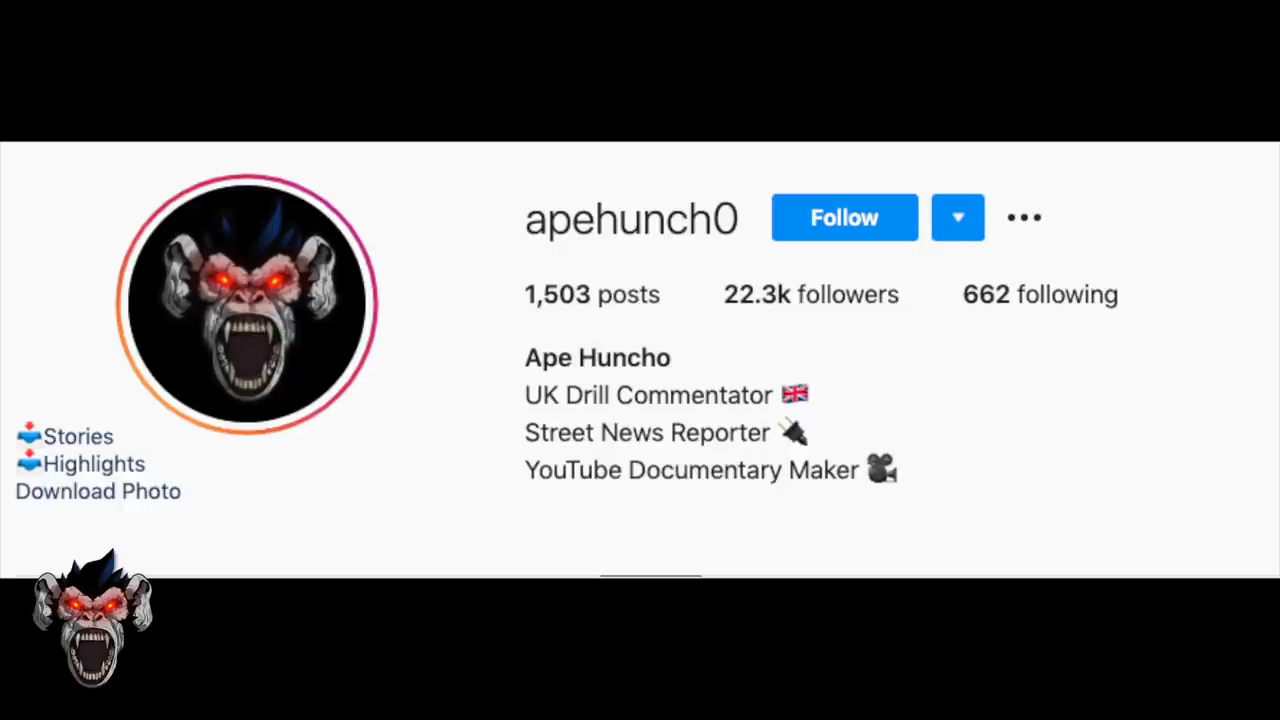 apehunch0 Follow
1,503 posts 22.3k followers 662 following
Ape Huncho
UK Drill Commentator 🇬🇧
Street News Reporter 🔌
YouTube Documentary Maker 🎥
Stories
Highlights
Download Photo